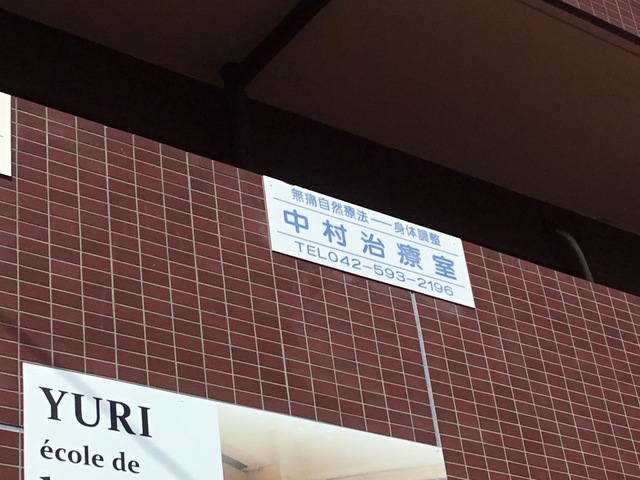 無痛自然療法──身体調整
中村治療室
TEL042-593-2196
YURI
école de